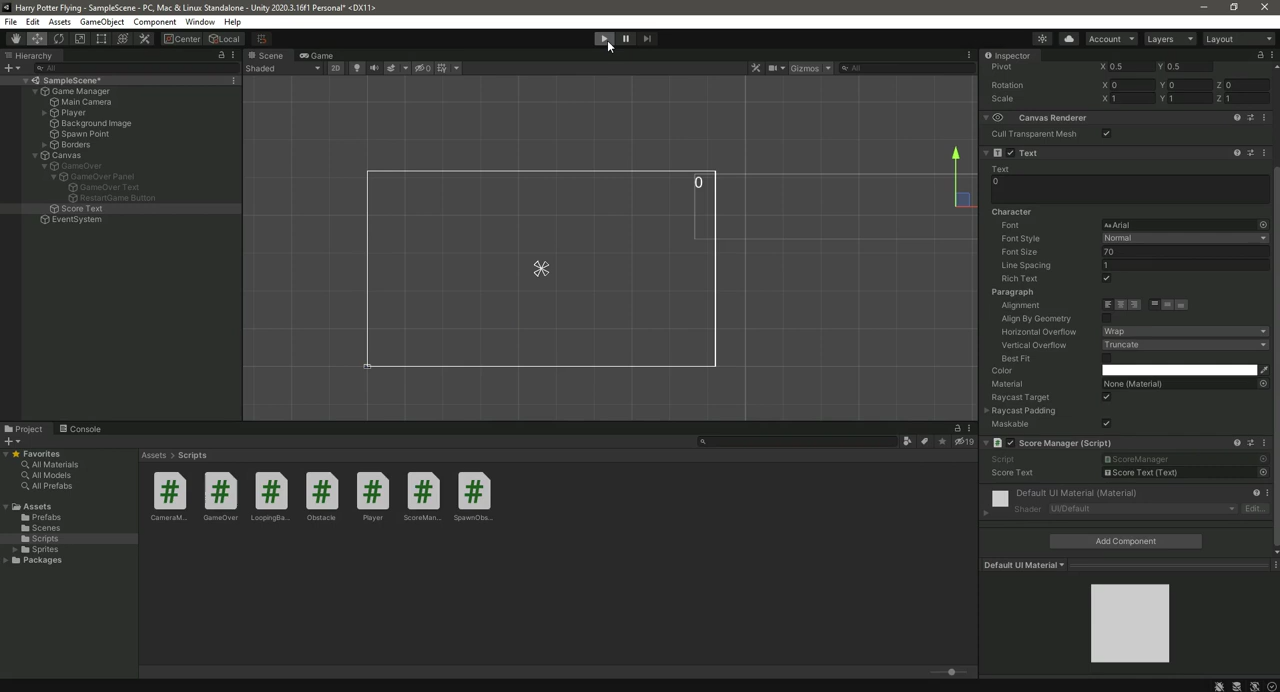 Harry Potter Flying - SampleScene - PC, Mac & Linux Standalone - Unity 2020.3.16f1 Personal* <DX11>
File Edit Assets GameObject Component Window Help
Center Local Account Layers Layout
Hierarchy
All
SampleScene*
Game Manager
Main Camera
Player
Background Image
Spawn Point
Borders
Canvas
GameOver
GameOver Panel
GameOver Text
RestartGame Button
Score Text
EventSystem
Scene Game
Shaded 2D 0 Gizmos All
0
Inspector
Pivot X 0.5 Y 0.5
Rotation X 0 Y 0 Z 0
Scale X 1 Y 1 Z 1
Canvas Renderer
Cull Transparent Mesh
Text
Text
0
Character
Font Arial
Font Style Normal
Font Size 70
Line Spacing 1
Rich Text
Paragraph
Alignment
Align By Geometry
Horizontal Overflow Wrap
Vertical Overflow Truncate
Best Fit
Color
Material None (Material)
Raycast Target
Raycast Padding
Maskable
Score Manager (Script)
Script ScoreManager
Score Text Score Text (Text)
Default UI Material (Material)
Shader UI/Default Edit...
Add Component
Default UI Material
Project Console
19
Favorites
All Materials
All Models
All Prefabs
Assets
Prefabs
Scenes
Scripts
Sprites
Packages
Assets > Scripts
CameraM... GameOver LoopingBa... Obstacle Player ScoreMan... SpawnObs...